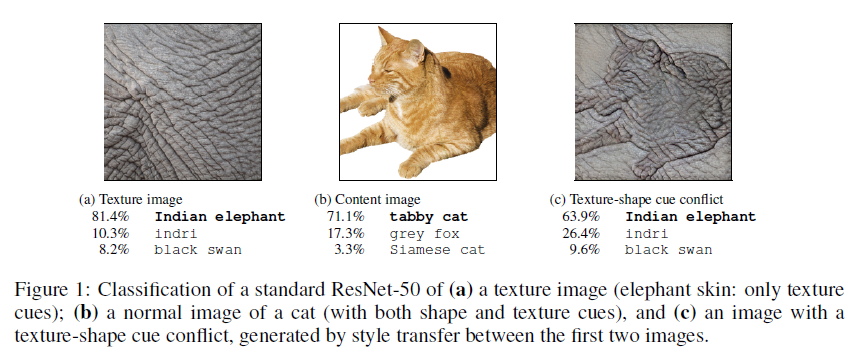 (a) Texture image
81.4% Indian elephant
10.3% indri
8.2% black swan
(b) Content image
71.1% tabby cat
17.3% grey fox
3.3% Siamese cat
(c) Texture-shape cue conflict
63.9% Indian elephant
26.4% indri
9.6% black swan
Figure 1: Classification of a standard ResNet-50 of (a) a texture image (elephant skin: only texture
cues); (b) a normal image of a cat (with both shape and texture cues), and (c) an image with a
texture-shape cue conflict, generated by style transfer between the first two images.